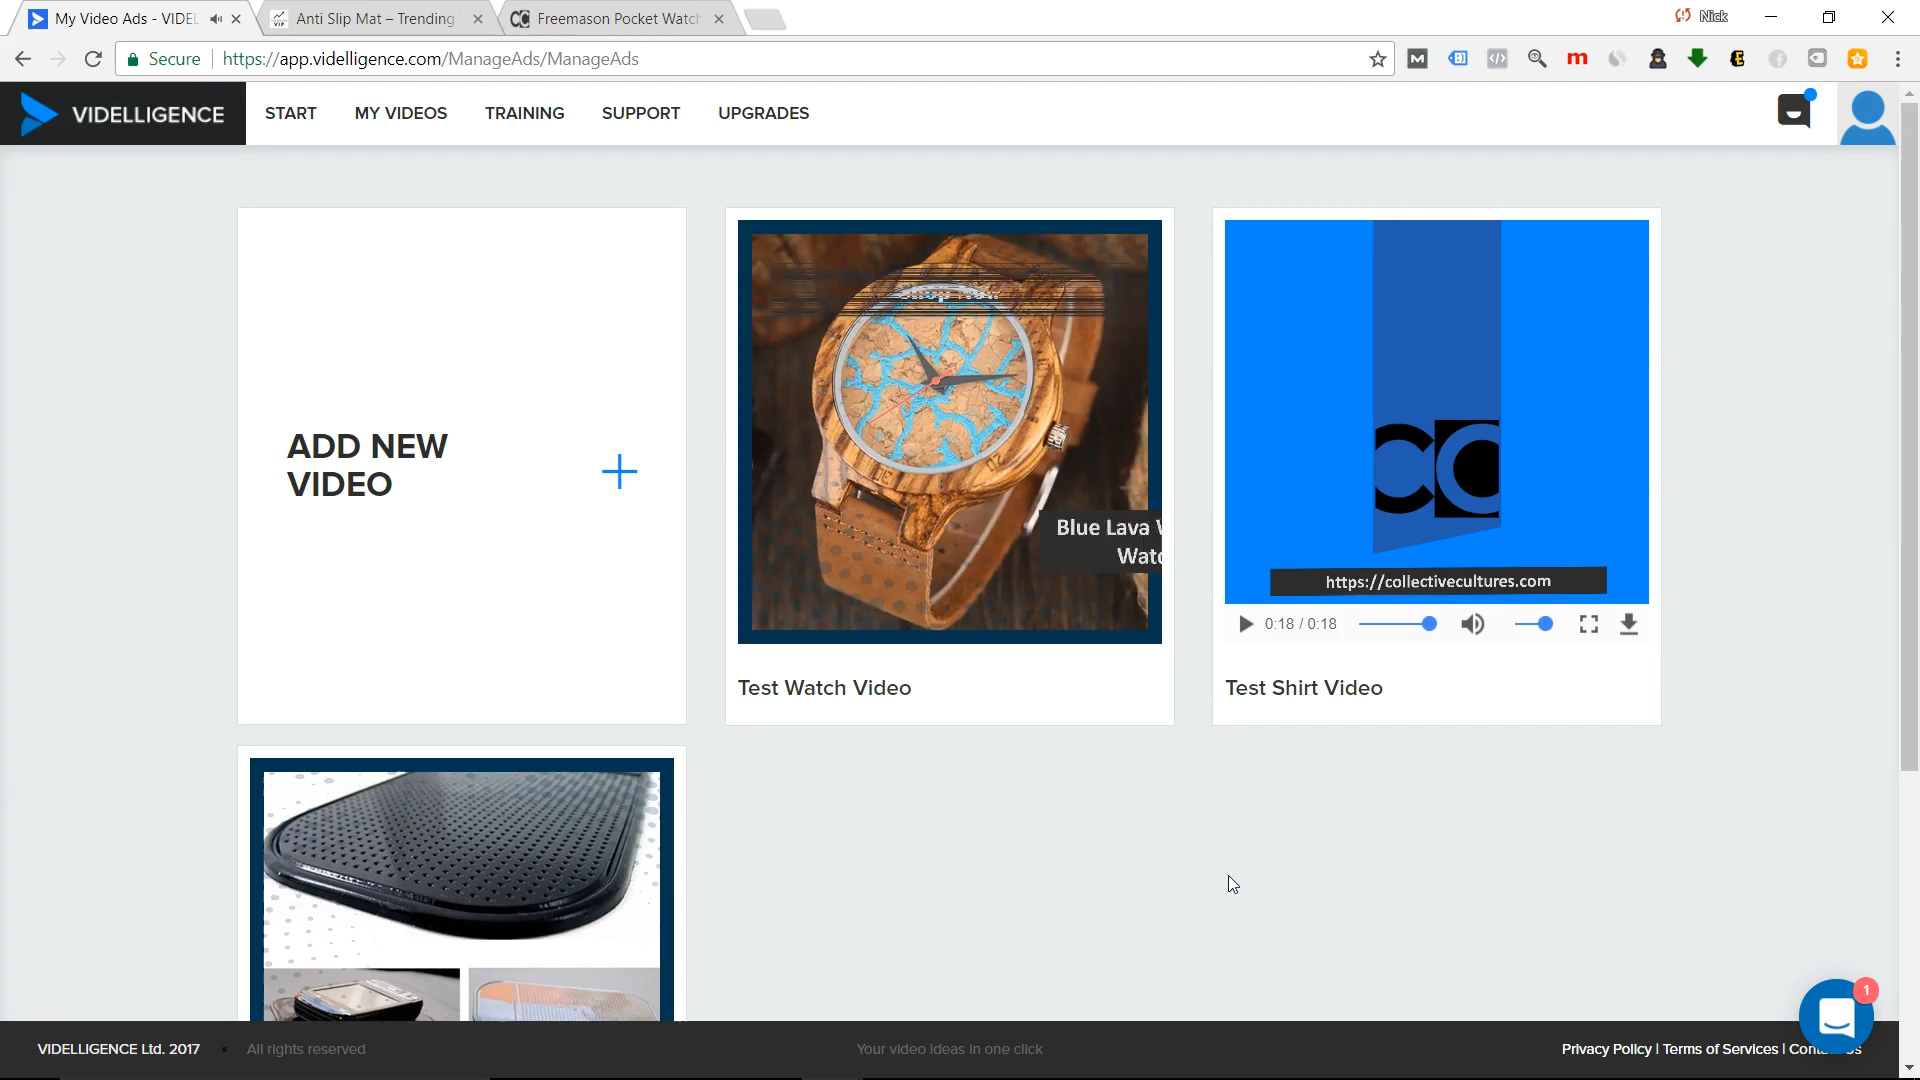 My Video Ads - VIDEL
Anti Slip Mat – Trending
Freemason Pocket Watch
Nick
Secure
https://app.videlligence.com/ManageAds/ManageAds
VIDELLIGENCE
START
MY VIDEOS
TRAINING
SUPPORT
UPGRADES
ADD NEW
VIDEO
Blue Lava W
Watc
CC
https://collectivecultures.com
0:18 / 0:18
Test Watch Video
Test Shirt Video
1
VIDELLIGENCE Ltd. 2017
All rights reserved
Your video ideas in one click
Privacy Policy | Terms of Services |